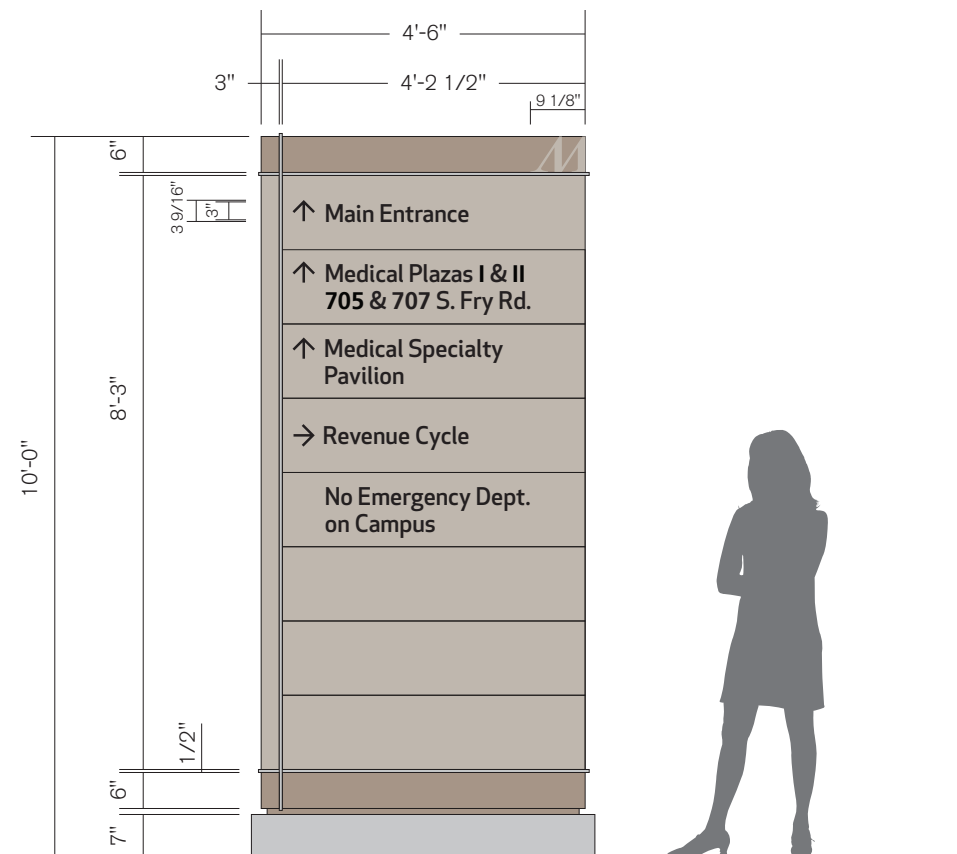 4'-6"
3"
4'-2 1/2"
9 1/8"
6"
3 9/16"
3"
Main Entrance
Medical Plazas I & II
705 & 707 S. Fry Rd.
Medical Specialty
Pavilion
8'-3"
10'-0"
Revenue Cycle
No Emergency Dept.
on Campus
1/2"
6"
7"
M